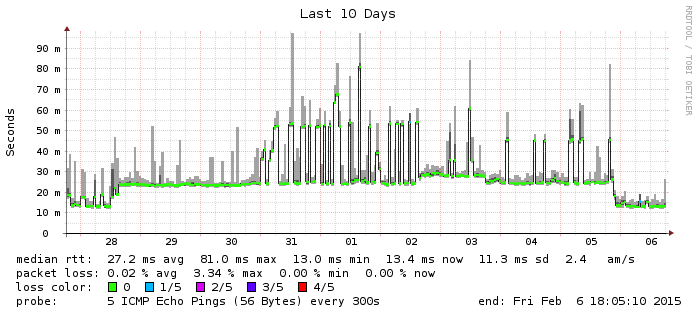 Last 10 Days
RRDTOOL / TOBI OETIKER
Seconds
90 m
80 m
70 m
60 m
50 m
40 m
30 m
20 m
10 m
0
28 29 30 31 01 02 03 04 05 06
median rtt: 27.2 ms avg 81.0 ms max 13.0 ms min 13.4 ms now 11.3 ms sd 2.4 am/s
packet loss: 0.02 % avg 3.34 % max 0.00 % min 0.00 % now
loss color: 0 1/5 2/5 3/5 4/5
probe: 5 ICMP Echo Pings (56 Bytes) every 300s end: Fri Feb 6 18:05:10 2015